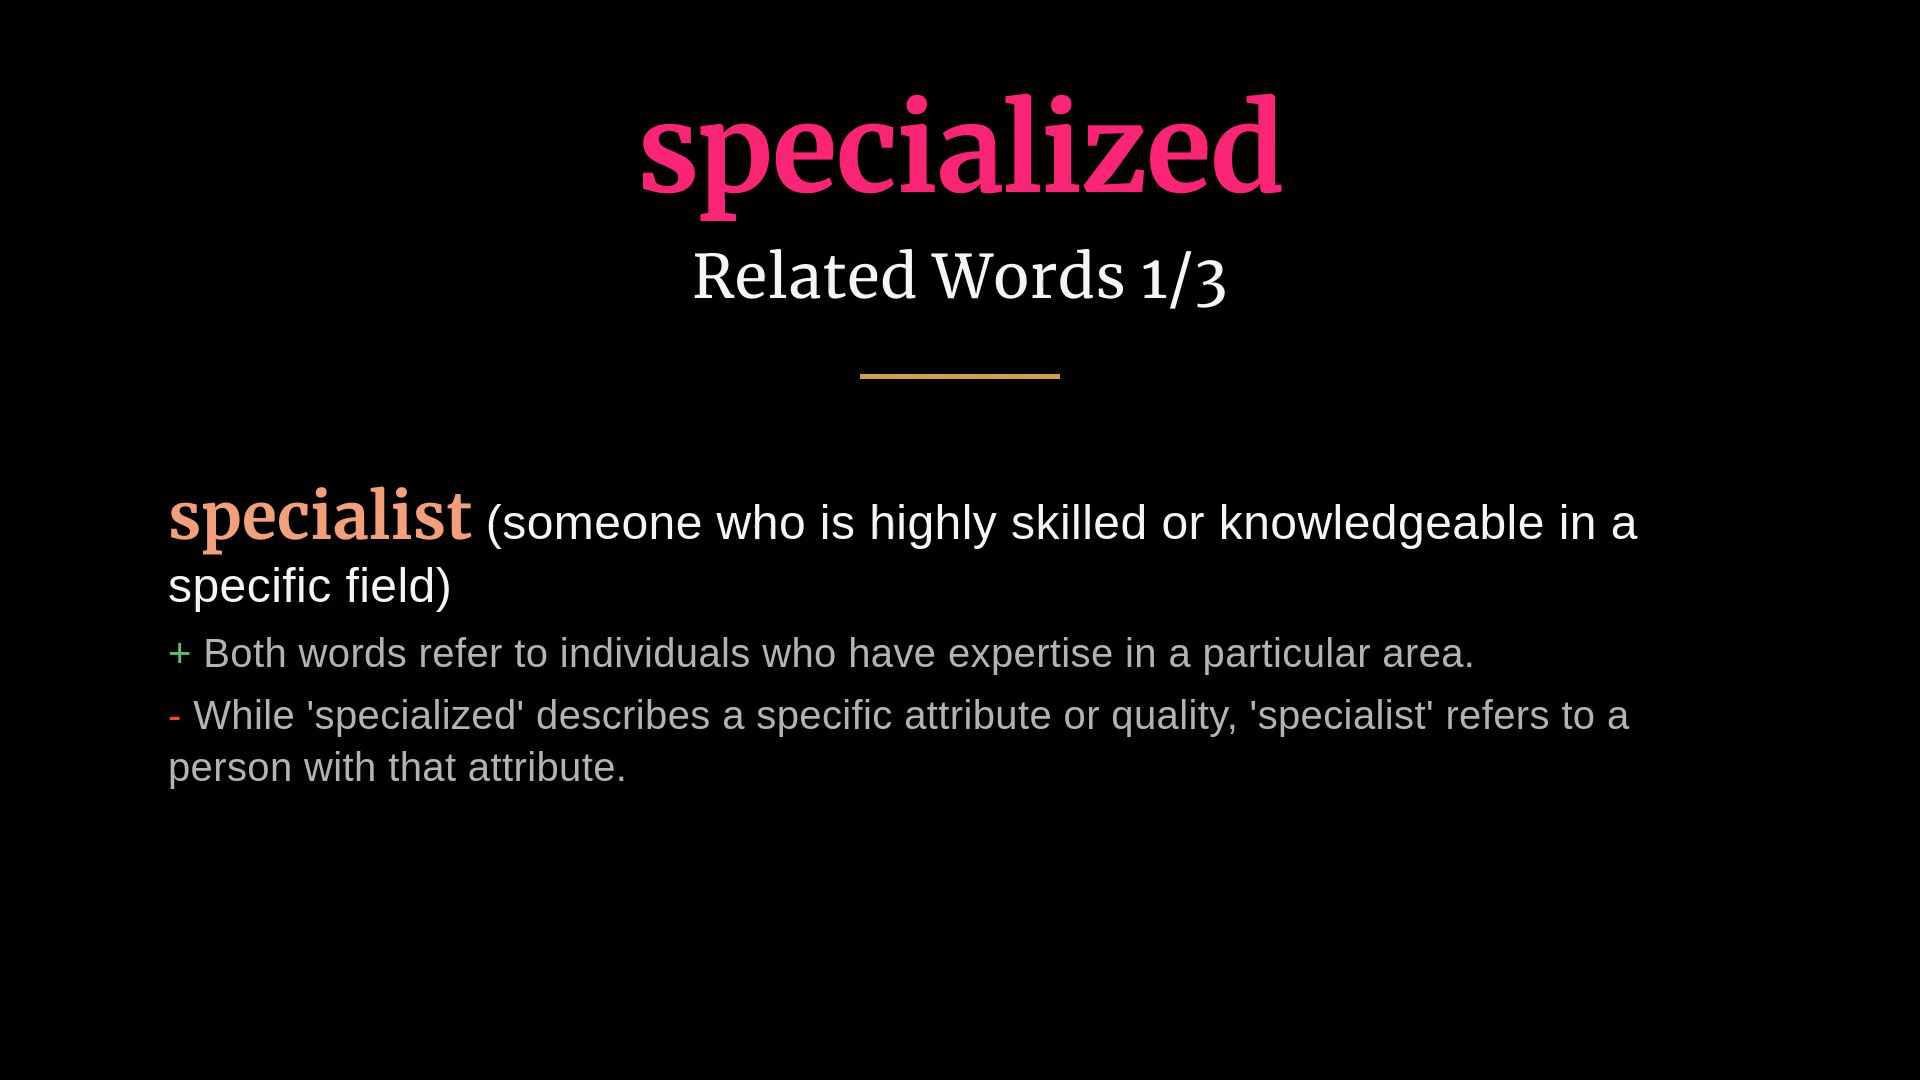 specialized
Related Words 1/3
specialist (someone who is highly skilled or knowledgeable in a
specific field)
+ Both words refer to individuals who have expertise in a particular area.
- While 'specialized' describes a specific attribute or quality, 'specialist' refers to a
person with that attribute.